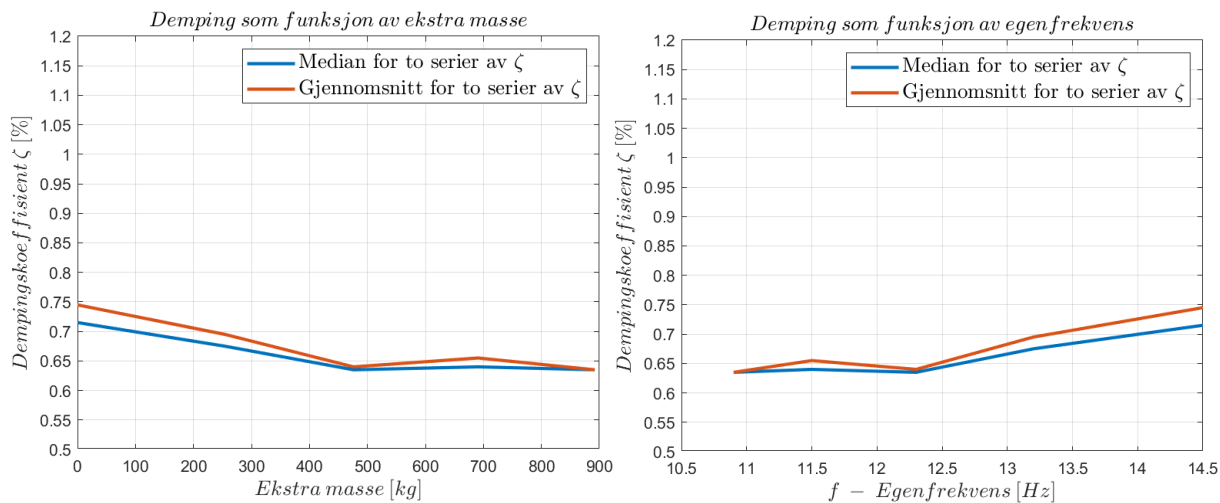 Demping som funksjon av ekstra masse
1.2
1.15
1.1
1.05
1
0.95
0.9
0.85
0.8
0.75
0.7
0.65
0.6
0.55
0.5
Dempingskoeffisient ζ [%]
Median for to serier av ζ
Gjennomsnitt for to serier av ζ
0 100 200 300 400 500 600 700 800 900
Ekstra masse [kg]
Demping som funksjon av egenfrekvens
1.2
1.15
1.1
1.05
1
0.95
0.9
0.85
0.8
0.75
0.7
0.65
0.6
0.55
0.5
Dempingskoeffisient ζ [%]
Median for to serier av ζ
Gjennomsnitt for to serier av ζ
10.5 11 11.5 12 12.5 13 13.5 14 14.5
f − Egenfrekvens [Hz]